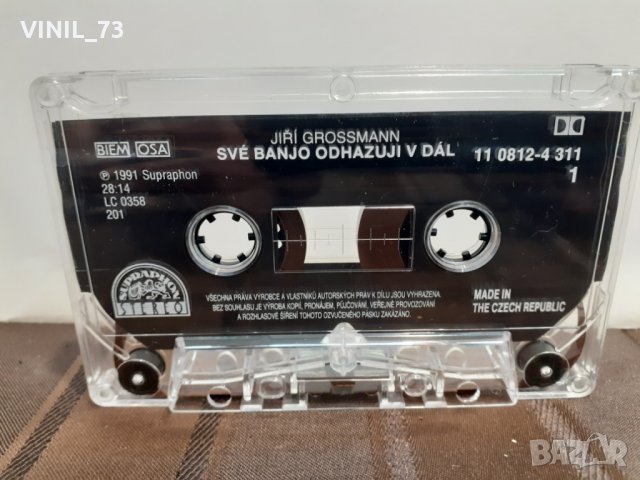 VINIL_73
JIŘÍ GROSSMANN
BIEM OSA SVÉ BANJO ODHAZUJI V DÁL 11 0812-4 311
1
℗ 1991 Supraphon
28:14
LC 0358
201
SUPRAPHON
STEREO
VŠECHNA PRÁVA VÝROBCE A VLASTNÍKŮ AUTORSKÝCH PRÁV K DÍLU JSOU VYHRAZENA.
BEZ SOUHLASU JE VÝROBA KOPIÍ, PRONÁJEM, PŮJČOVÁNÍ, VEŘEJNÉ PROVOZOVÁNÍ
A ROZHLASOVÉ ŠÍŘENÍ TOHOTO OZVUČENÉHO PÁSKU ZAKÁZÁNO.
MADE IN
THE CZECH REPUBLIC
BAZAR